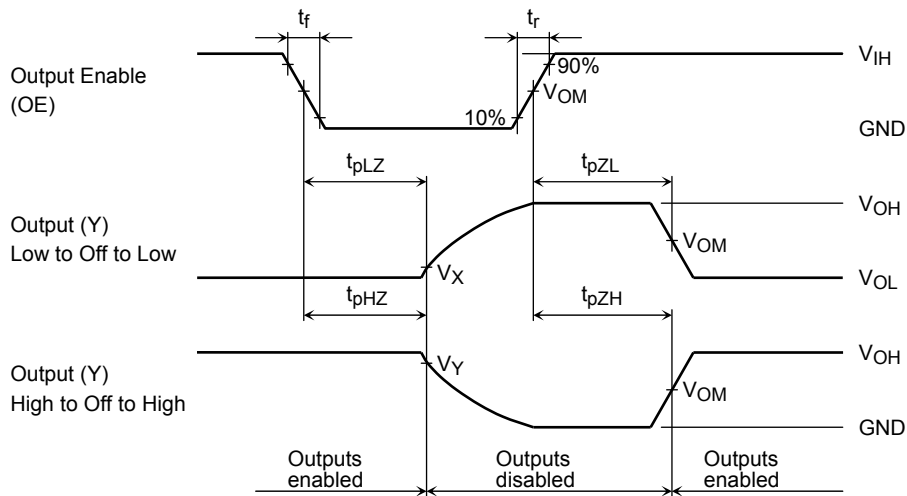 tf
tr
VIH
Output Enable
(OE)
90%
VOM
10%
GND
tpLZ
tpZL
VOH
Output (Y)
Low to Off to Low
VOM
VX
VOL
tpHZ
tpZH
VOH
Output (Y)
High to Off to High
VY
VOM
GND
Outputs
enabled
Outputs
disabled
Outputs
enabled